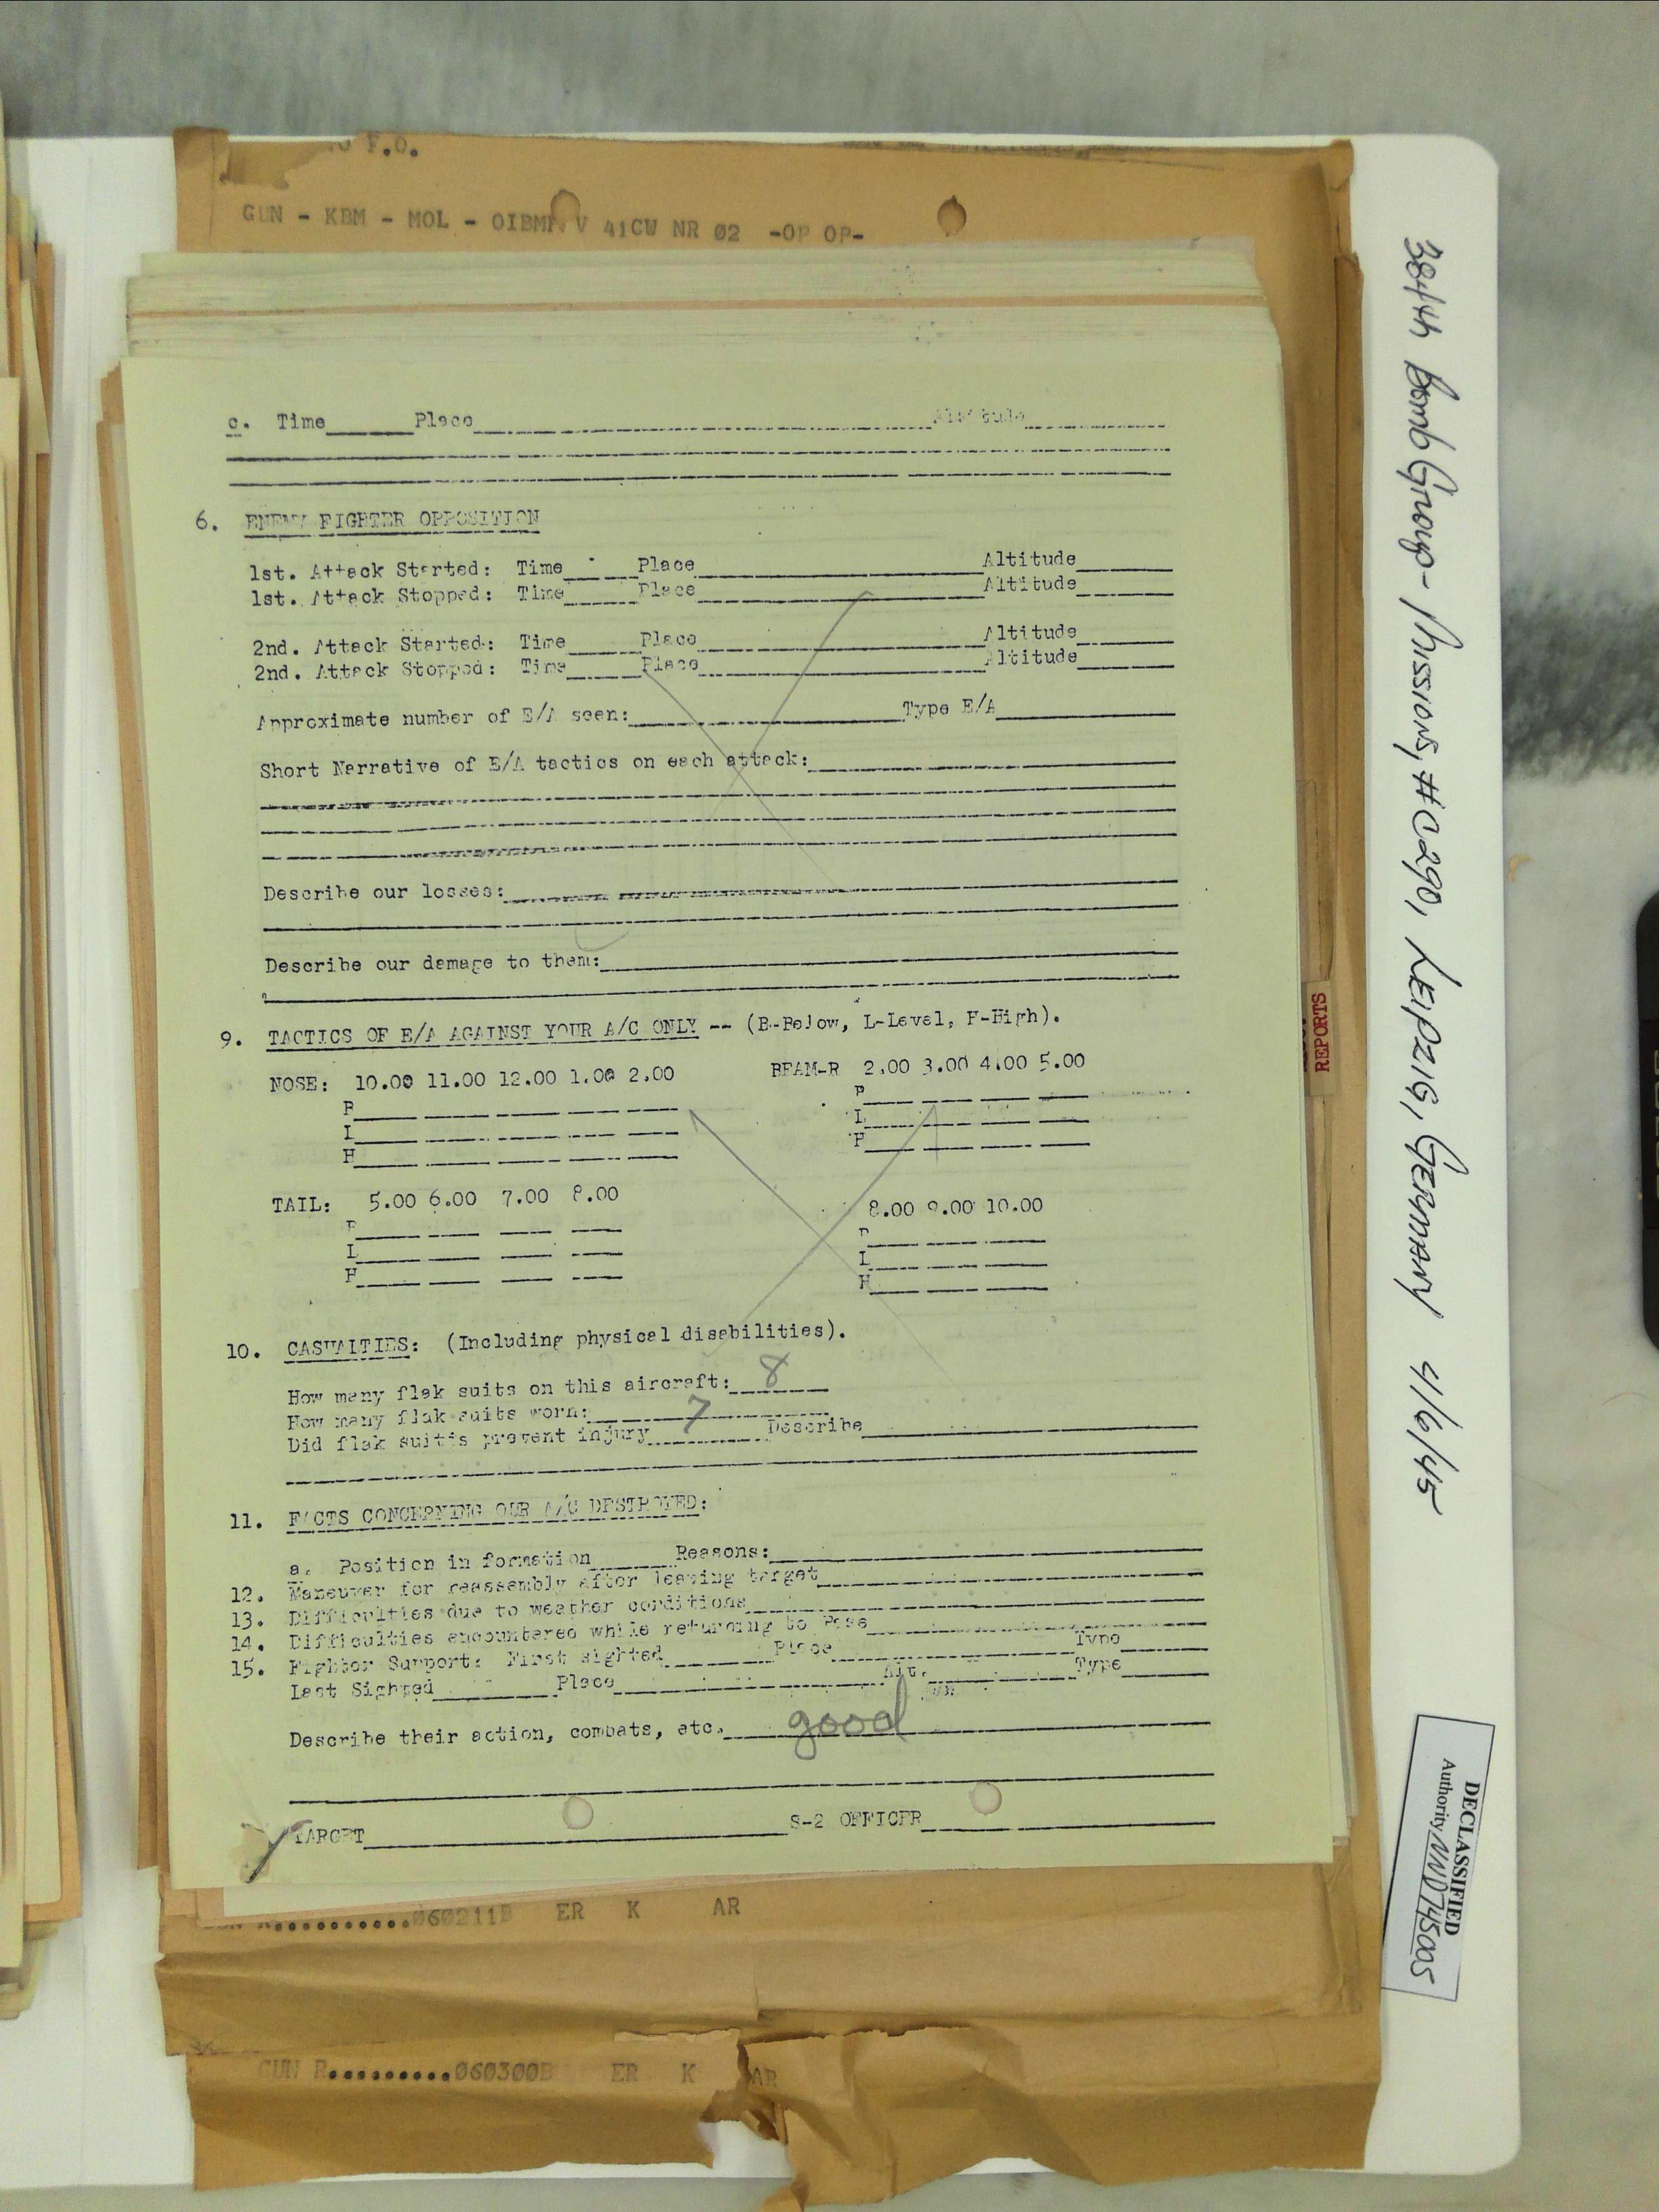 F.O.
GUN - KBM - MOL - OIBMN V 41CW NR 02 -OP OP-
c. Time Place Altitude
6. ENEMY FIGHTER OPPOSITION
1st. Attack Started: Time Place Altitude
1st. Attack Stopped: Time Place Altitude
2nd. Attack Started: Time Place Altitude
2nd. Attack Stopped: Time Place Altitude
Approximate number of E/A seen: Type E/A
Short Narrative of E/A tactics on each attack:
Describe our losses:
Describe our damage to them:
9. TACTICS OF E/A AGAINST YOUR A/C ONLY -- (B-Below, L-Level, H-High).
NOSE: 10.00 11.00 12.00 1.00 2.00 BEAM-R 2.00 3.00 4.00 5.00
B B
L L
H H
TAIL: 5.00 6.00 7.00 8.00 8.00 9.00 10.00
B B
L L
H H
10. CASUALTIES: (Including physical disabilities).
How many flak suits on this aircraft: 8
How many flak suits worn: 7
Did flak suits prevent injury Describe
11. FACTS CONCERNING OUR A/C DESTROYED:
a. Position in formation Reasons:
12. Maneuver for reassembly after leaving target
13. Difficulties due to weather conditions
14. Difficulties encountered while returning to Base
15. Fighter Support: First sighted Place Type
Last Sighted Place Alt. Type
Describe their action, combats, etc. good
TARGET S-2 OFFICER
060211B ER K AR
GUN R..........060300B ER K AR
REPORTS
384th Bomb Group - Missions, #0290, LEIPZIG, GERMANY 4/6/45
DECLASSIFIED
Authority NND745005